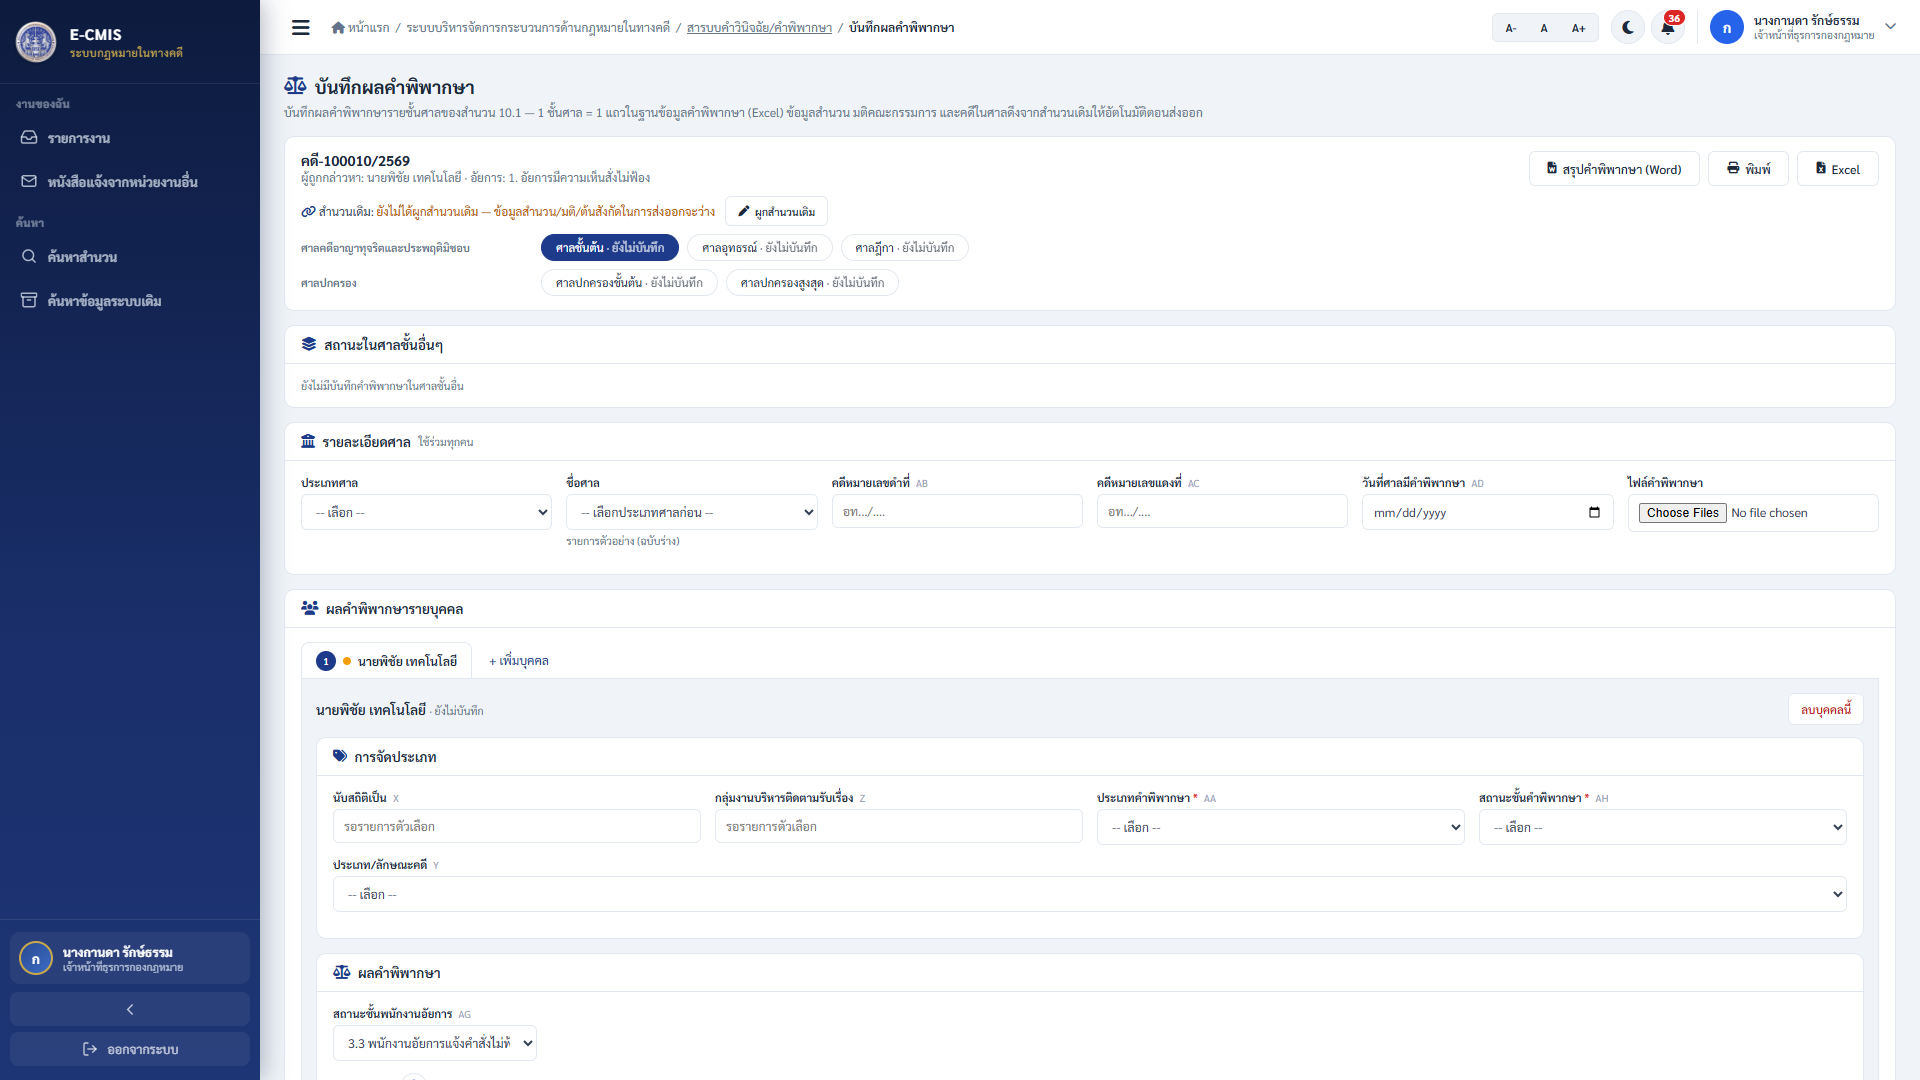 E-CMIS
ระบบกฎหมายในทางคดี
งานของฉัน
รายการงาน
หนังสือแจ้งจากหน่วยงานอื่น
ค้นหา
ค้นหาสำนวน
ค้นหาข้อมูลระบบเดิม
ก นางกานดา รักษ์ธรรม
เจ้าหน้าที่ธุรการกองกฎหมาย
ออกจากระบบ
หน้าแรก / ระบบบริหารจัดการกระบวนการด้านกฎหมายในทางคดี / สารบบคำวินิจฉัย/คำพิพากษา / บันทึกผลคำพิพากษา
A- A A+
36
ก นางกานดา รักษ์ธรรม
เจ้าหน้าที่ธุรการกองกฎหมาย
บันทึกผลคำพิพากษา
บันทึกผลคำพิพากษารายชั้นศาลของสำนวน 10.1 — 1 ชั้นศาล = 1 แถวในฐานข้อมูลคำพิพากษา (Excel) ข้อมูลสำนวน มติคณะกรรมการ และคดีในศาลดึงจากสำนวนเดิมให้อัตโนมัติตอนส่งออก
คดี-100010/2569
ผู้ถูกกล่าวหา: นายพิชัย เทคโนโลยี · อัยการ: 1. อัยการมีความเห็นสั่งไม่ฟ้อง
สรุปคำพิพากษา (Word) พิมพ์ Excel
สำนวนเดิม: ยังไม่ได้ผูกสำนวนเดิม — ข้อมูลสำนวน/มติ/ต้นสังกัดในการส่งออกจะว่าง ผูกสำนวนเดิม
ศาลคดีอาญาทุจริตและประพฤติมิชอบ ศาลชั้นต้น · ยังไม่บันทึก ศาลอุทธรณ์ · ยังไม่บันทึก ศาลฎีกา · ยังไม่บันทึก
ศาลปกครอง ศาลปกครองชั้นต้น · ยังไม่บันทึก ศาลปกครองสูงสุด · ยังไม่บันทึก
สถานะในศาลชั้นอื่นๆ
ยังไม่มีบันทึกคำพิพากษาในศาลชั้นอื่น
รายละเอียดศาล ใช้ร่วมทุกคน
ประเภทศาล ชื่อศาล คดีหมายเลขดำที่ AB คดีหมายเลขแดงที่ AC วันที่ศาลมีคำพิพากษา AD ไฟล์คำพิพากษา
-- เลือก -- -- เลือกประเภทศาลก่อน -- อท.../.... อท.../.... mm/dd/yyyy Choose Files No file chosen
รายการตัวอย่าง (ฉบับร่าง)
ผลคำพิพากษารายบุคคล
1 นายพิชัย เทคโนโลยี + เพิ่มบุคคล
นายพิชัย เทคโนโลยี · ยังไม่บันทึก ลบบุคคลนี้
การจัดประเภท
นับสถิติเป็น X กลุ่มงานบริหารติดตามรับเรื่อง Z ประเภทคำพิพากษา * AA สถานะชั้นคำพิพากษา * AH
รอรายการตัวเลือก รอรายการตัวเลือก -- เลือก -- -- เลือก --
ประเภท/ลักษณะคดี Y
-- เลือก --
ผลคำพิพากษา
สถานะชั้นพนักงานอัยการ AG
3.3 พนักงานอัยการแจ้งคำสั่งไม่ฟ้